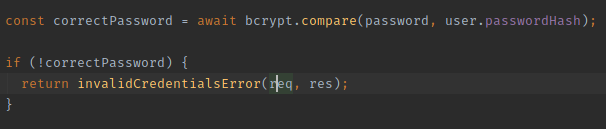 const correctPassword = await bcrypt.compare(password, user.passwordHash);
if (!correctPassword) {
return invalidCredentialsError(req, res);
}